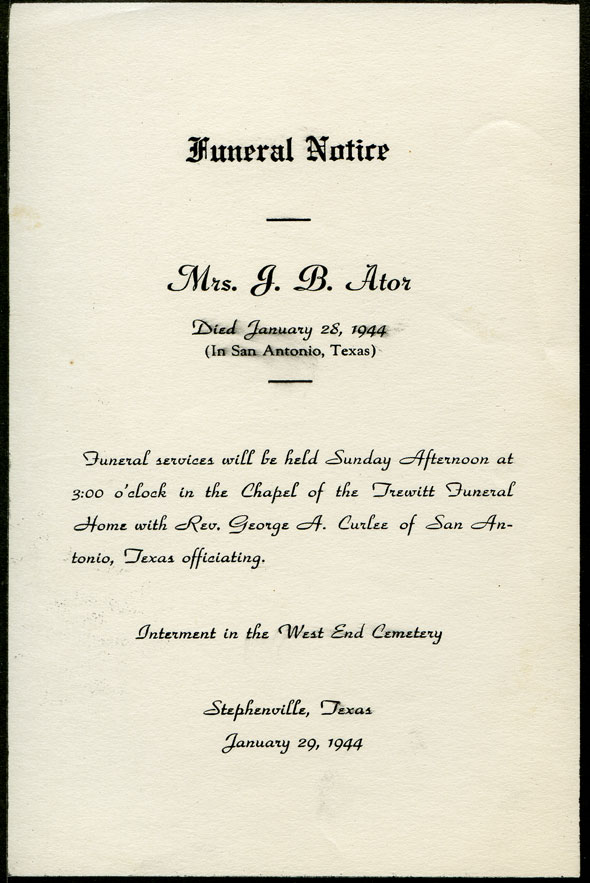 Funeral Notice
Mrs. J. B. Ator
Died January 28, 1944
(In San Antonio, Texas)
Funeral services will be held Sunday Afternoon at
3:00 o'clock in the Chapel of the Trewitt Funeral
Home with Rev. George A. Curlee of San An-
tonio, Texas officiating.
Interment in the West End Cemetery
Stephenville, Texas
January 29, 1944